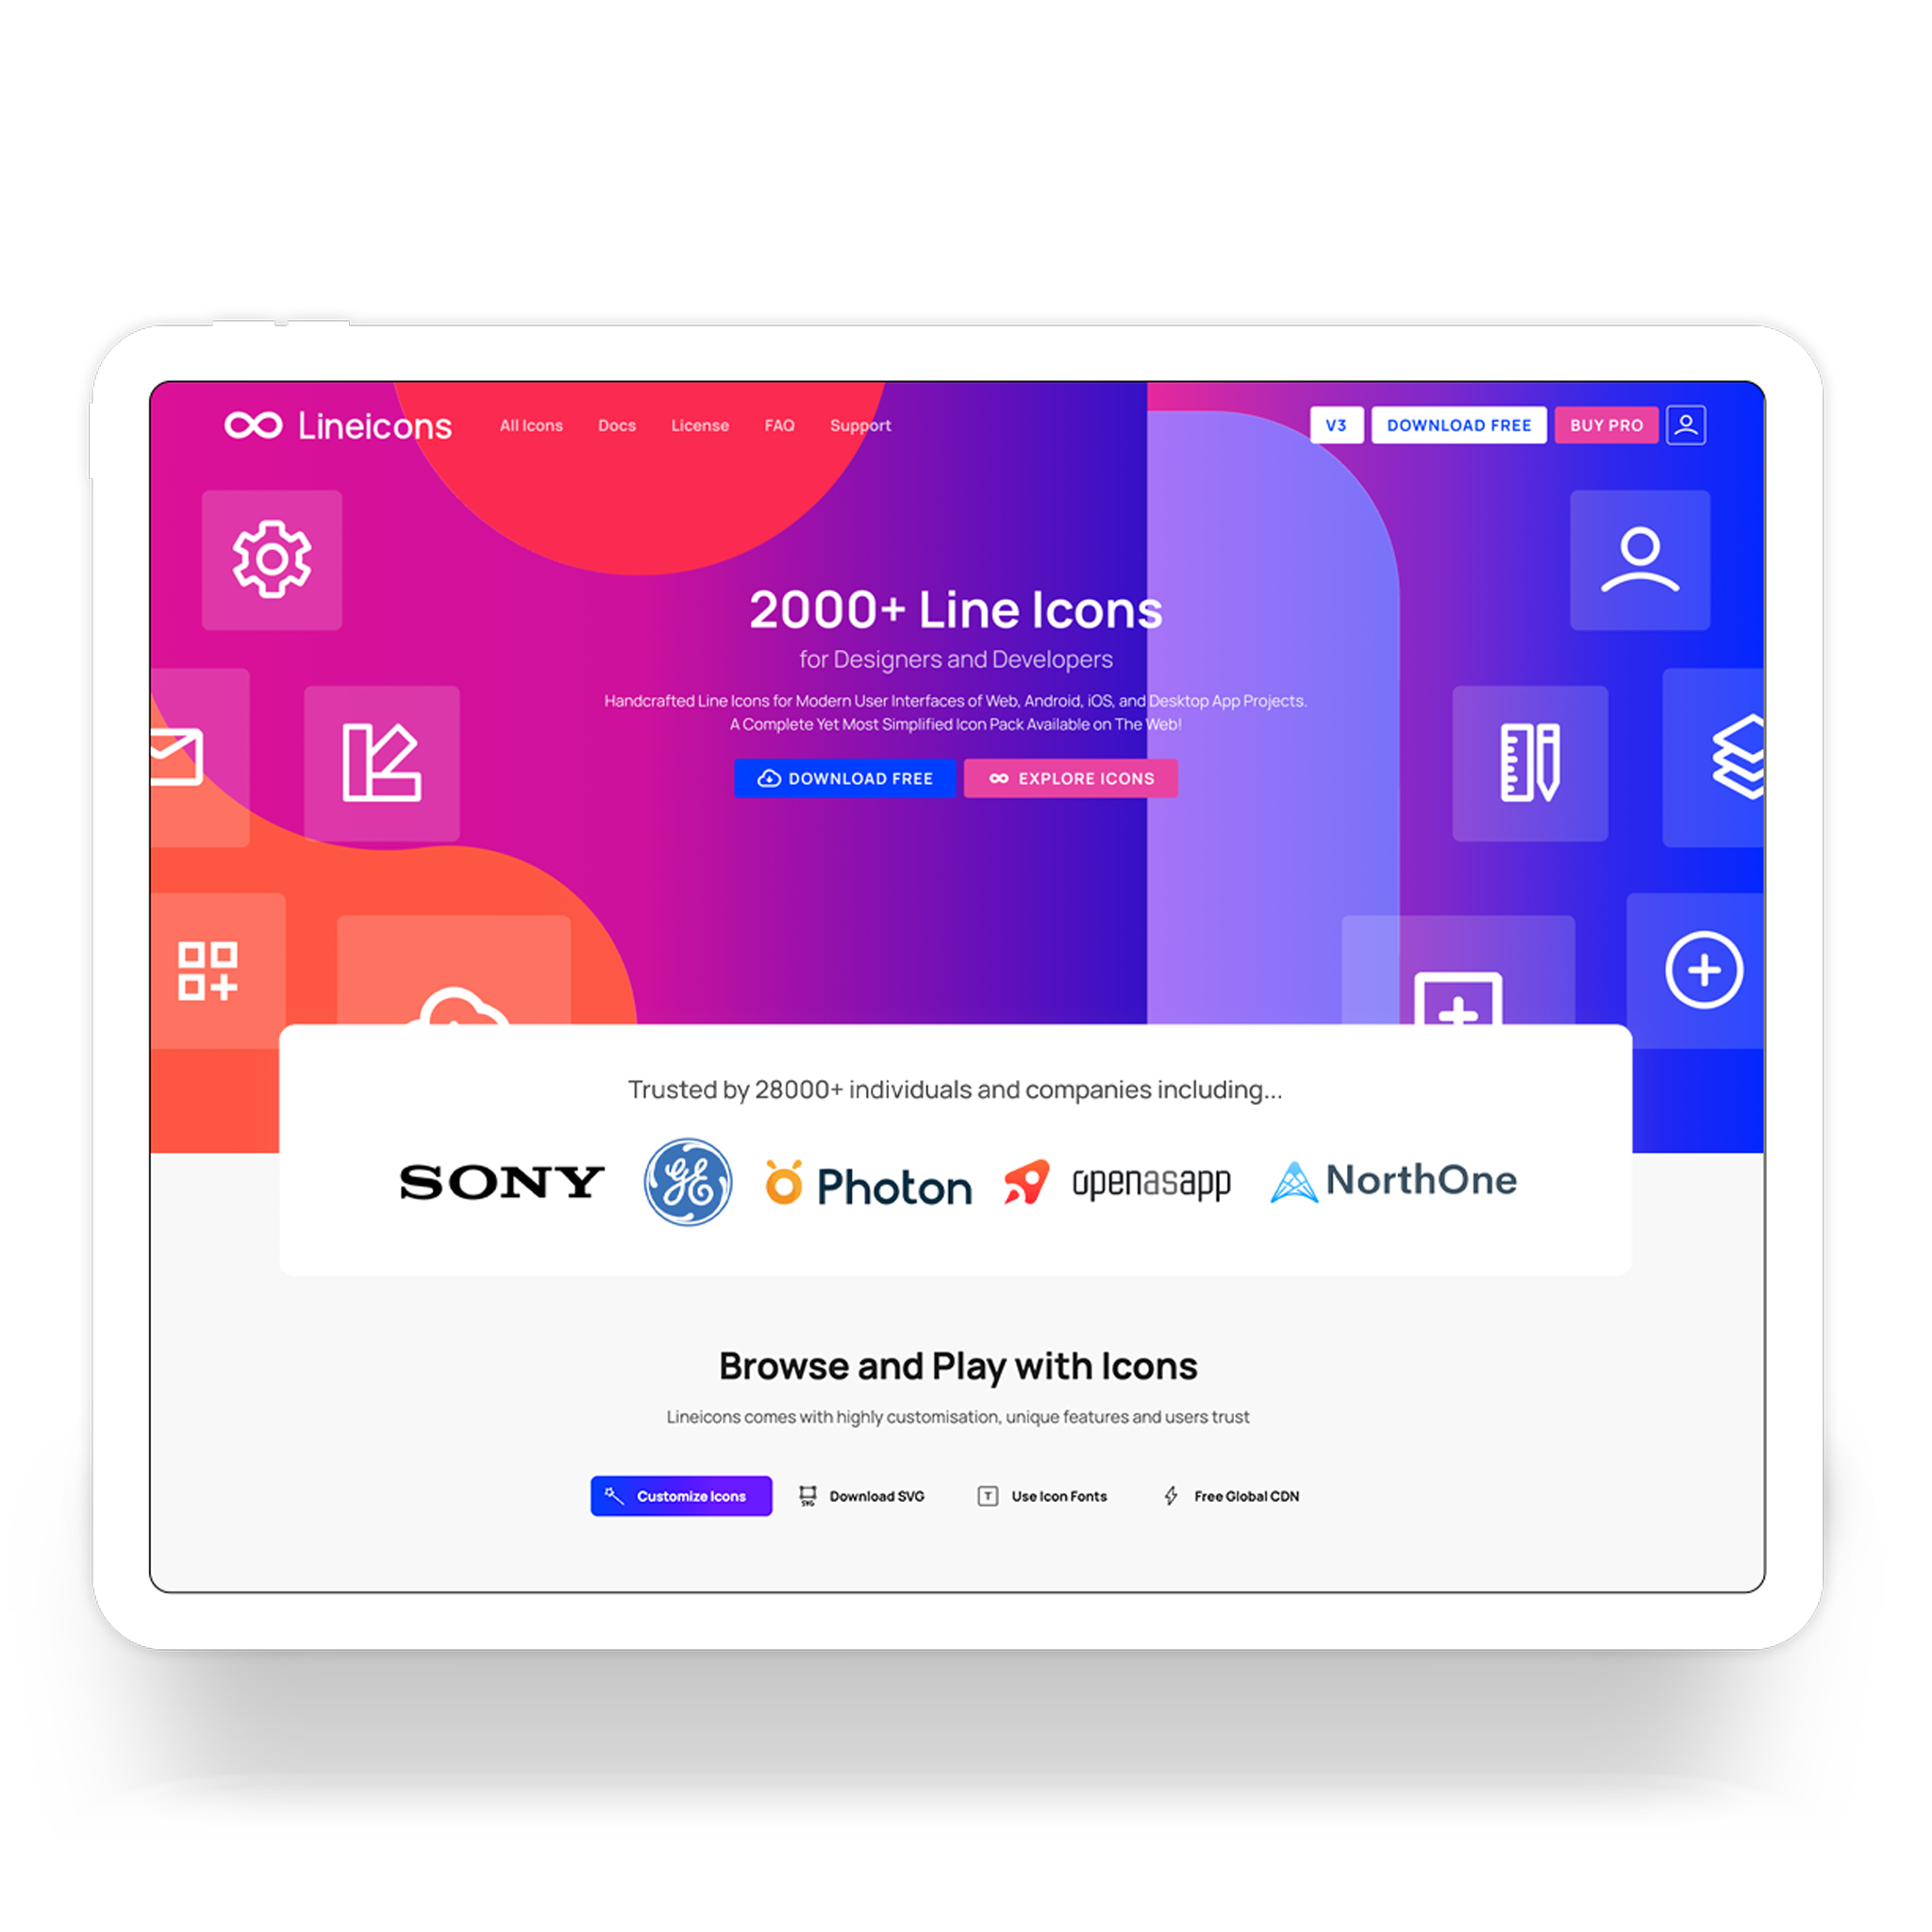 Lineicons All Icons Docs License FAQ Support V3 DOWNLOAD FREE BUY PRO
2000+ Line Icons
for Designers and Developers
Handcrafted Line Icons for Modern User Interfaces of Web, Android, iOS, and Desktop App Projects.
A Complete Yet Most Simplified Icon Pack Available on The Web!
DOWNLOAD FREE EXPLORE ICONS
Trusted by 28000+ individuals and companies including...
SONY GE Photon openasapp NorthOne
Browse and Play with Icons
Lineicons comes with highly customisation, unique features and users trust
Customize Icons SVG Download SVG T Use Icon Fonts Free Global CDN